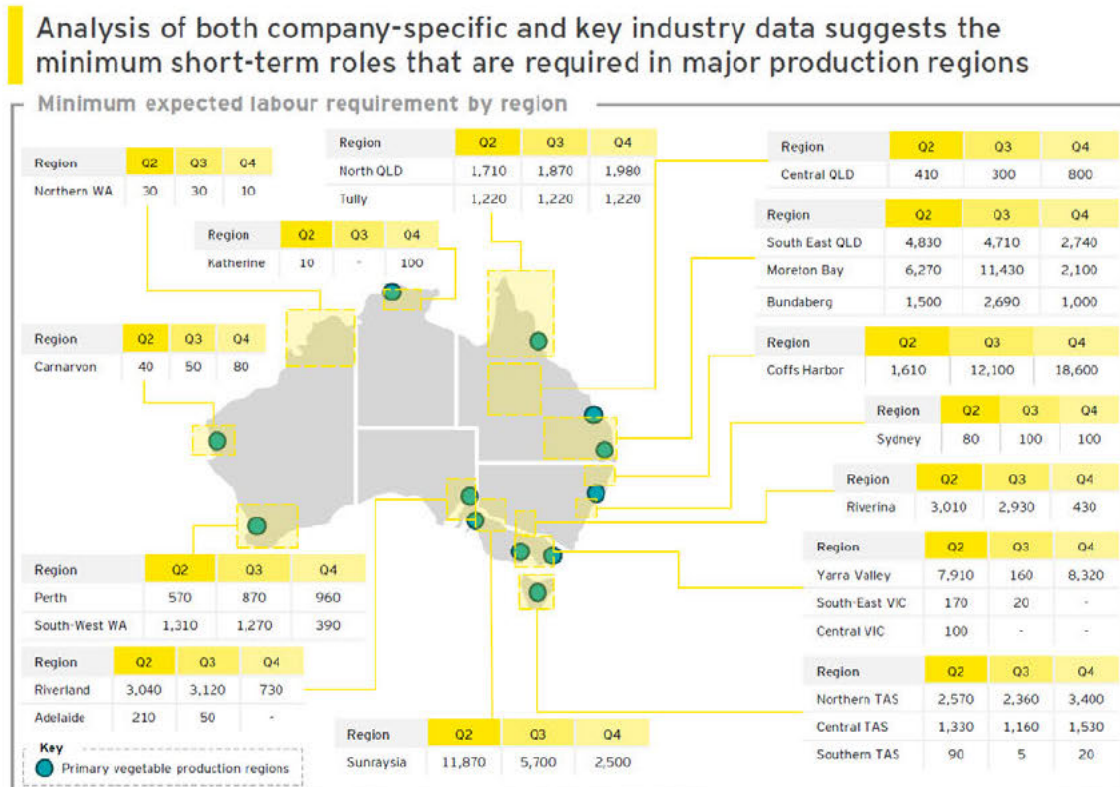 Analysis of both company-specific and key industry data suggests the
minimum short-term roles that are required in major production regions
Minimum expected labour requirement by region
Region Q2 Q3 Q4
Northern WA 30 30 10
Region Q2 Q3 Q4
North QLD 1,710 1,870 1,980
Tully 1,220 1,220 1,220
Region Q2 Q3 Q4
Central QLD 410 300 800
Region Q2 Q3 Q4
Katherine 10 - 100
Region Q2 Q3 Q4
South East QLD 4,830 4,710 2,740
Moreton Bay 6,270 11,430 2,100
Bundaberg 1,500 2,690 1,000
Region Q2 Q3 Q4
Carnarvon 40 50 80
Region Q2 Q3 Q4
Coffs Harbor 1,610 12,100 18,600
Region Q2 Q3 Q4
Sydney 80 100 100
Region Q2 Q3 Q4
Riverina 3,010 2,930 430
Region Q2 Q3 Q4
Perth 570 870 960
South-West WA 1,310 1,270 390
Region Q2 Q3 Q4
Yarra Valley 7,910 160 8,320
South-East VIC 170 20 -
Central VIC 100 - -
Region Q2 Q3 Q4
Riverland 3,040 3,120 730
Adelaide 210 50 -
Region Q2 Q3 Q4
Northern TAS 2,570 2,360 3,400
Central TAS 1,330 1,160 1,530
Southern TAS 90 5 20
Region Q2 Q3 Q4
Sunraysia 11,870 5,700 2,500
Key
Primary vegetable production regions